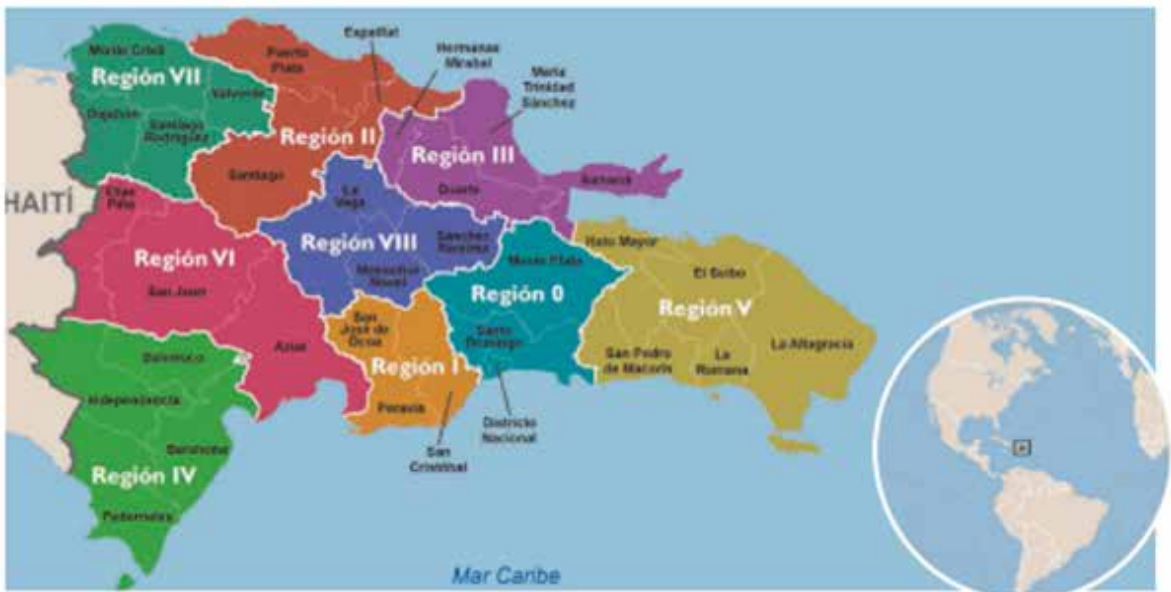 Espaillat
Hermanas
Mirabal
María
Trinidad
Sánchez
Monte Cristi
Puerto
Plata
Región VII
Valverde
Dajabón
Santiago
Rodríguez
Región II
Región III
Santiago
Duarte
Samaná
HAITÍ
Elías
Piña
La
Vega
Región VI
Región VIII
Sánchez
Ramírez
Hato Mayor
Monte Plata
El Seibo
San Juan
Monseñor
Nouel
Región 0
Región V
San
José de
Ocoa
Santo
Domingo
Azua
La Altagracia
Bahoruco
Región I
San Pedro
de Macorís
La
Romana
Independencia
Peravia
Districto
Nacional
Barahona
San
Cristóbal
Región IV
Pedernales
Mar Caribe